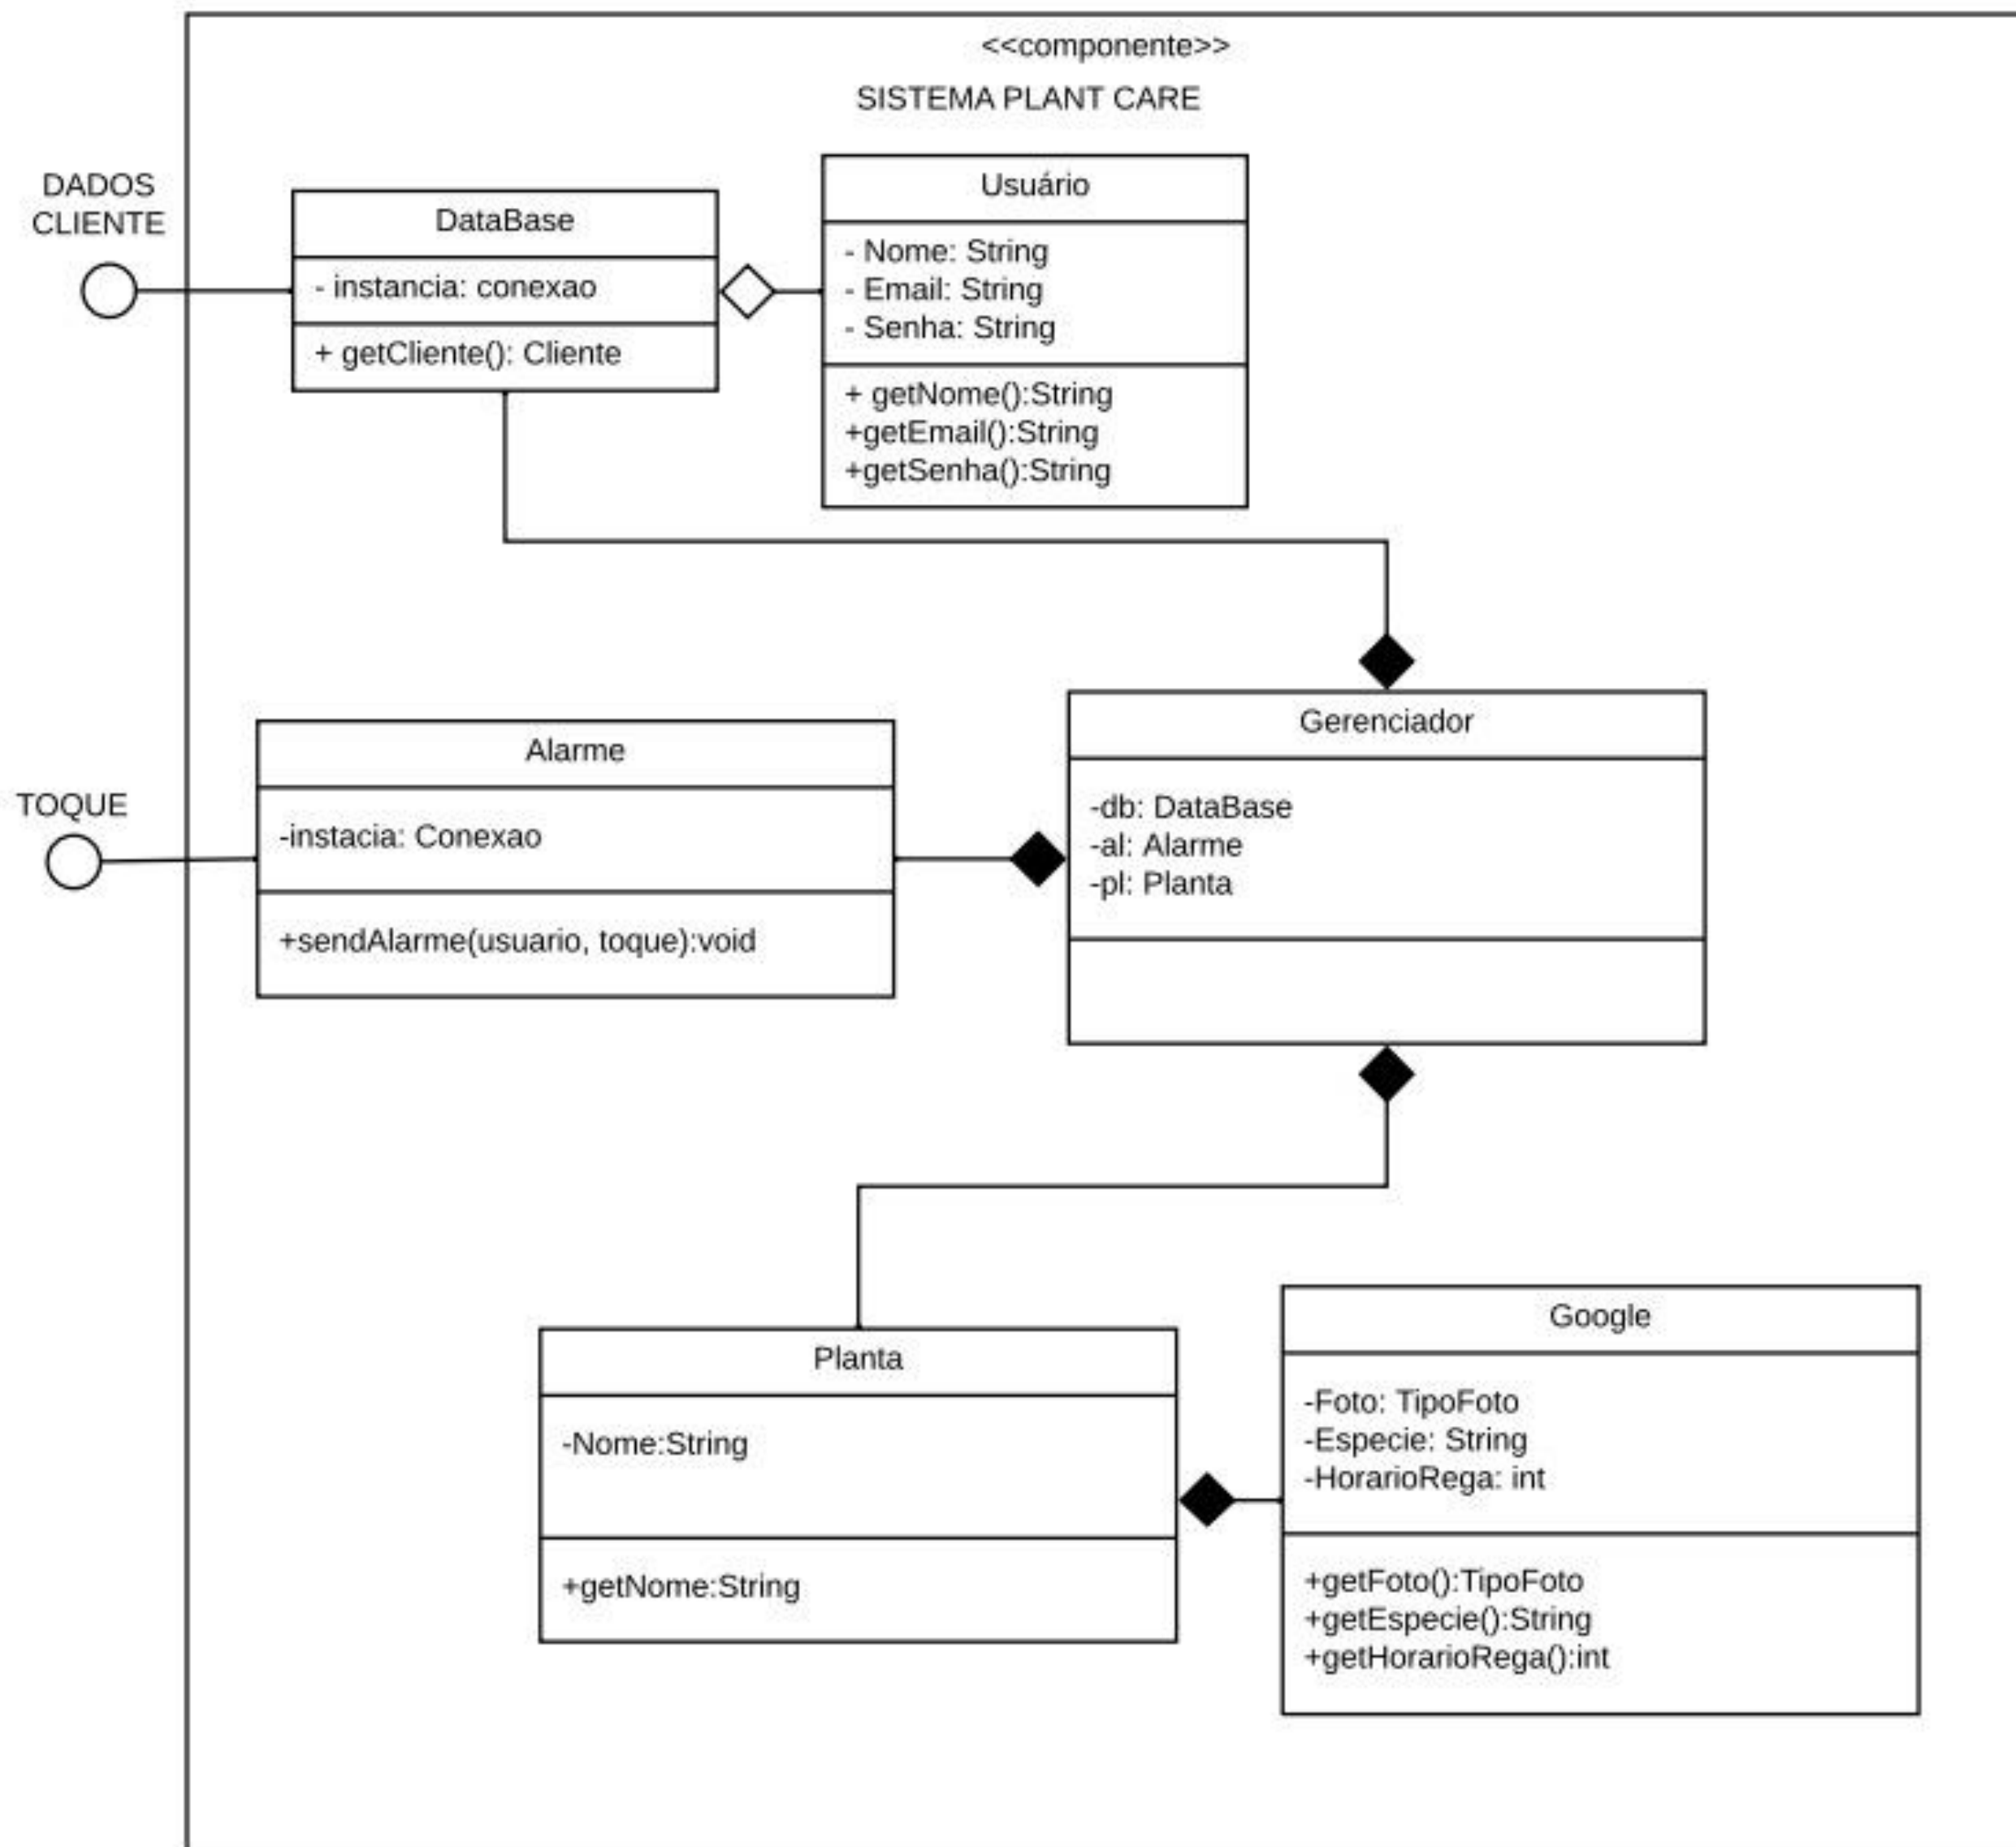 <<componente>>
SISTEMA PLANT CARE
DADOS
CLIENTE
DataBase
- instancia: conexao
+ getCliente(): Cliente
Usuário
- Nome: String
- Email: String
- Senha: String
+ getNome():String
+getEmail():String
+getSenha():String
TOQUE
Alarme
-instacia: Conexao
+sendAlarme(usuario, toque):void
Gerenciador
-db: DataBase
-al: Alarme
-pl: Planta
Planta
-Nome:String
+getNome:String
Google
-Foto: TipoFoto
-Especie: String
-HorarioRega: int
+getFoto():TipoFoto
+getEspecie():String
+getHorarioRega():int